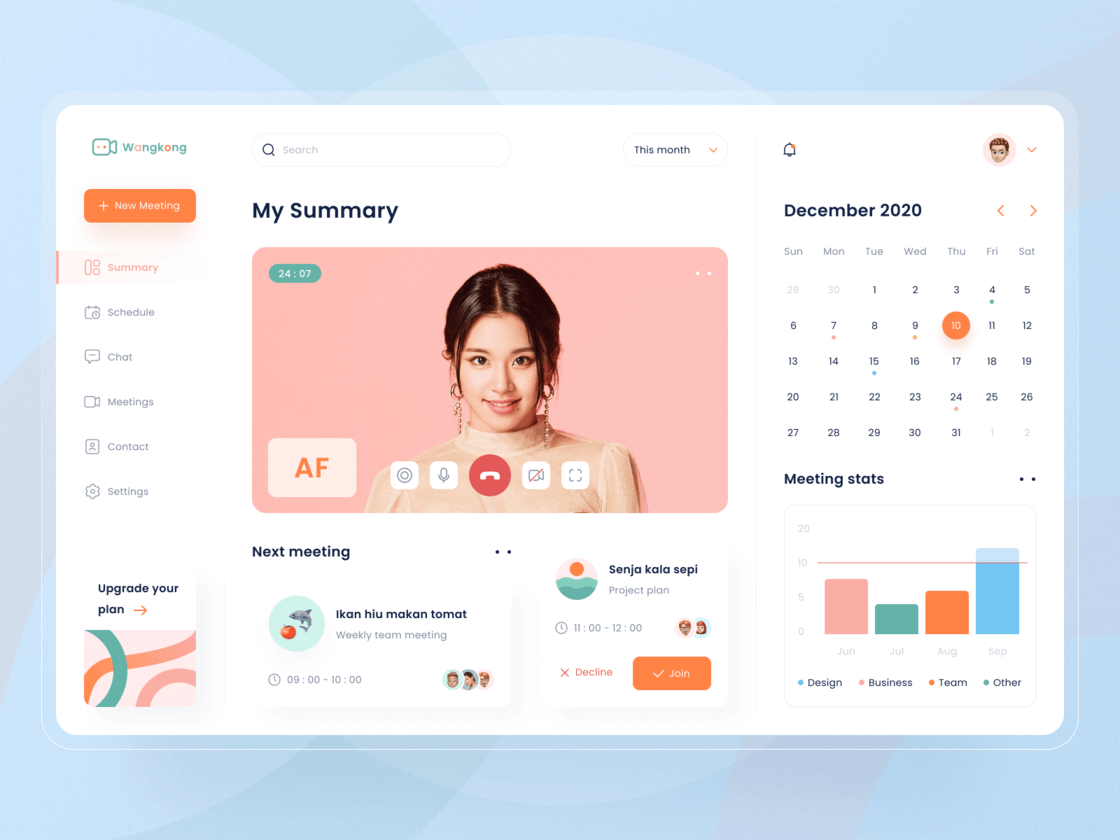 Wangkong
New Meeting
Summary
Schedule
Chat
Meetings
Contact
Settings
Upgrade your
plan
Search
This month
My Summary
24 : 07
AF
Next meeting
Ikan hiu makan tomat
Weekly team meeting
09 : 00 - 10 : 00
Senja kala sepi
Project plan
11 : 00 - 12 : 00
Decline
Join
December 2020
Sun Mon Tue Wed Thu Fri Sat
29 30 1 2 3 4 5
6 7 8 9 10 11 12
13 14 15 16 17 18 19
20 21 22 23 24 25 26
27 28 29 30 31 1 2
Meeting stats
20
10
5
0
Jun Jul Aug Sep
Design Business Team Other